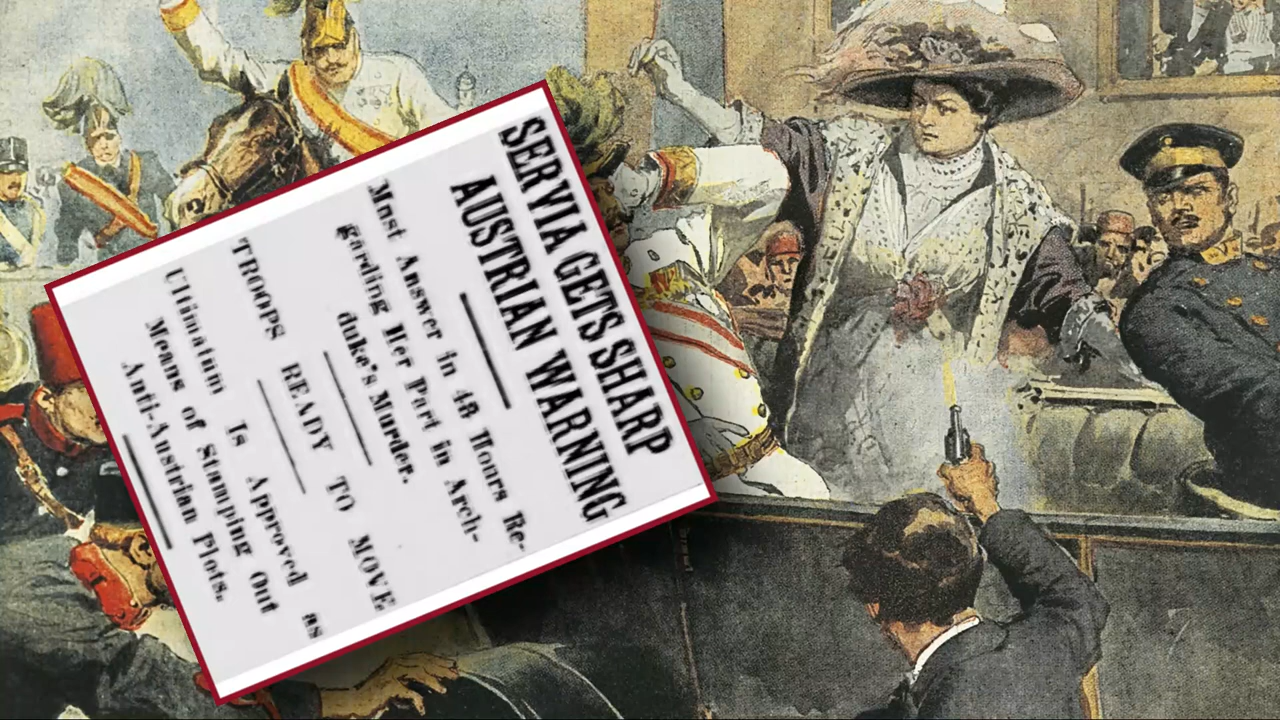 SERVIA GETS SHARP
AUSTRIAN WARNING
Must Answer in 48 Hours Re-
garding Her Part in Arch-
duke's Murder.
TROOPS READY TO MOVE
Ultimatum Is Approved as
Means of Stamping Out
Anti-Austrian Plots.